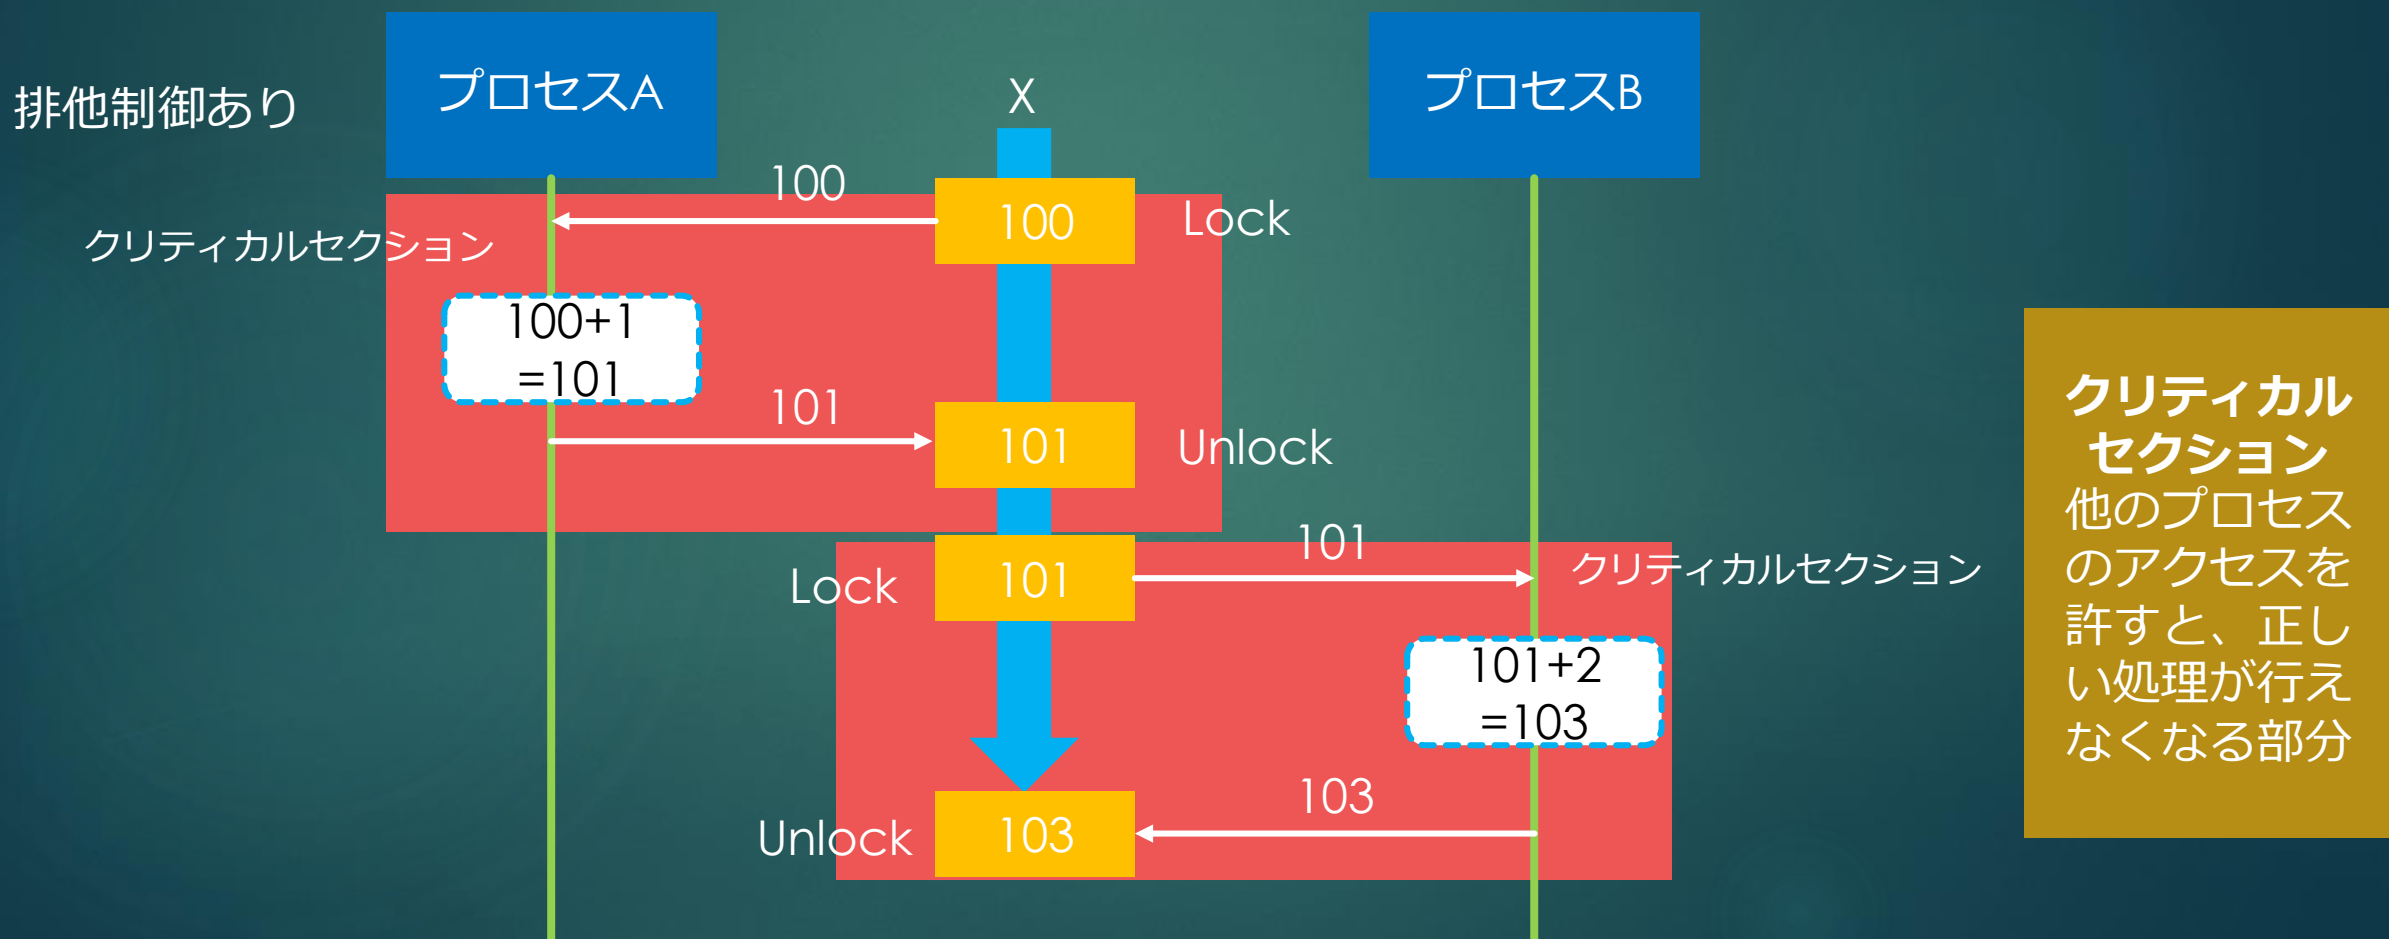 排他制御あり
プロセスA
X
プロセスB
100
100
Lock
クリティカルセクション
100+1
=101
101
101
Unlock
101
Lock
101
クリティカルセクション
101+2
=103
103
Unlock
103
クリティカル
セクション
他のプロセス
のアクセスを
許すと、正し
い処理が行え
なくなる部分